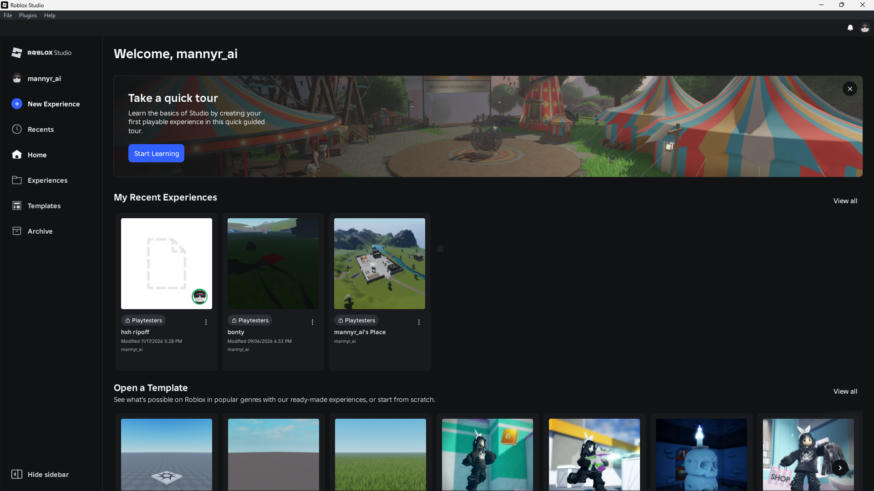 Roblox Studio
File Plugins Help
ROBLOX Studio
mannyr_ai
New Experience
Recents
Home
Experiences
Templates
Archive
Hide sidebar
Welcome, mannyr_ai
Take a quick tour
Learn the basics of Studio by creating your
first playable experience in this quick guided
tour.
Start Learning
My Recent Experiences
View all
Playtesters
hxh ripoff
mannyr_ai
Playtesters
bonty
mannyr_ai
Playtesters
mannyr_ai's Place
mannyr_ai
Open a Template
View all
See what's possible on Roblox in popular genres with our ready-made experiences, or start from scratch.
SHOP